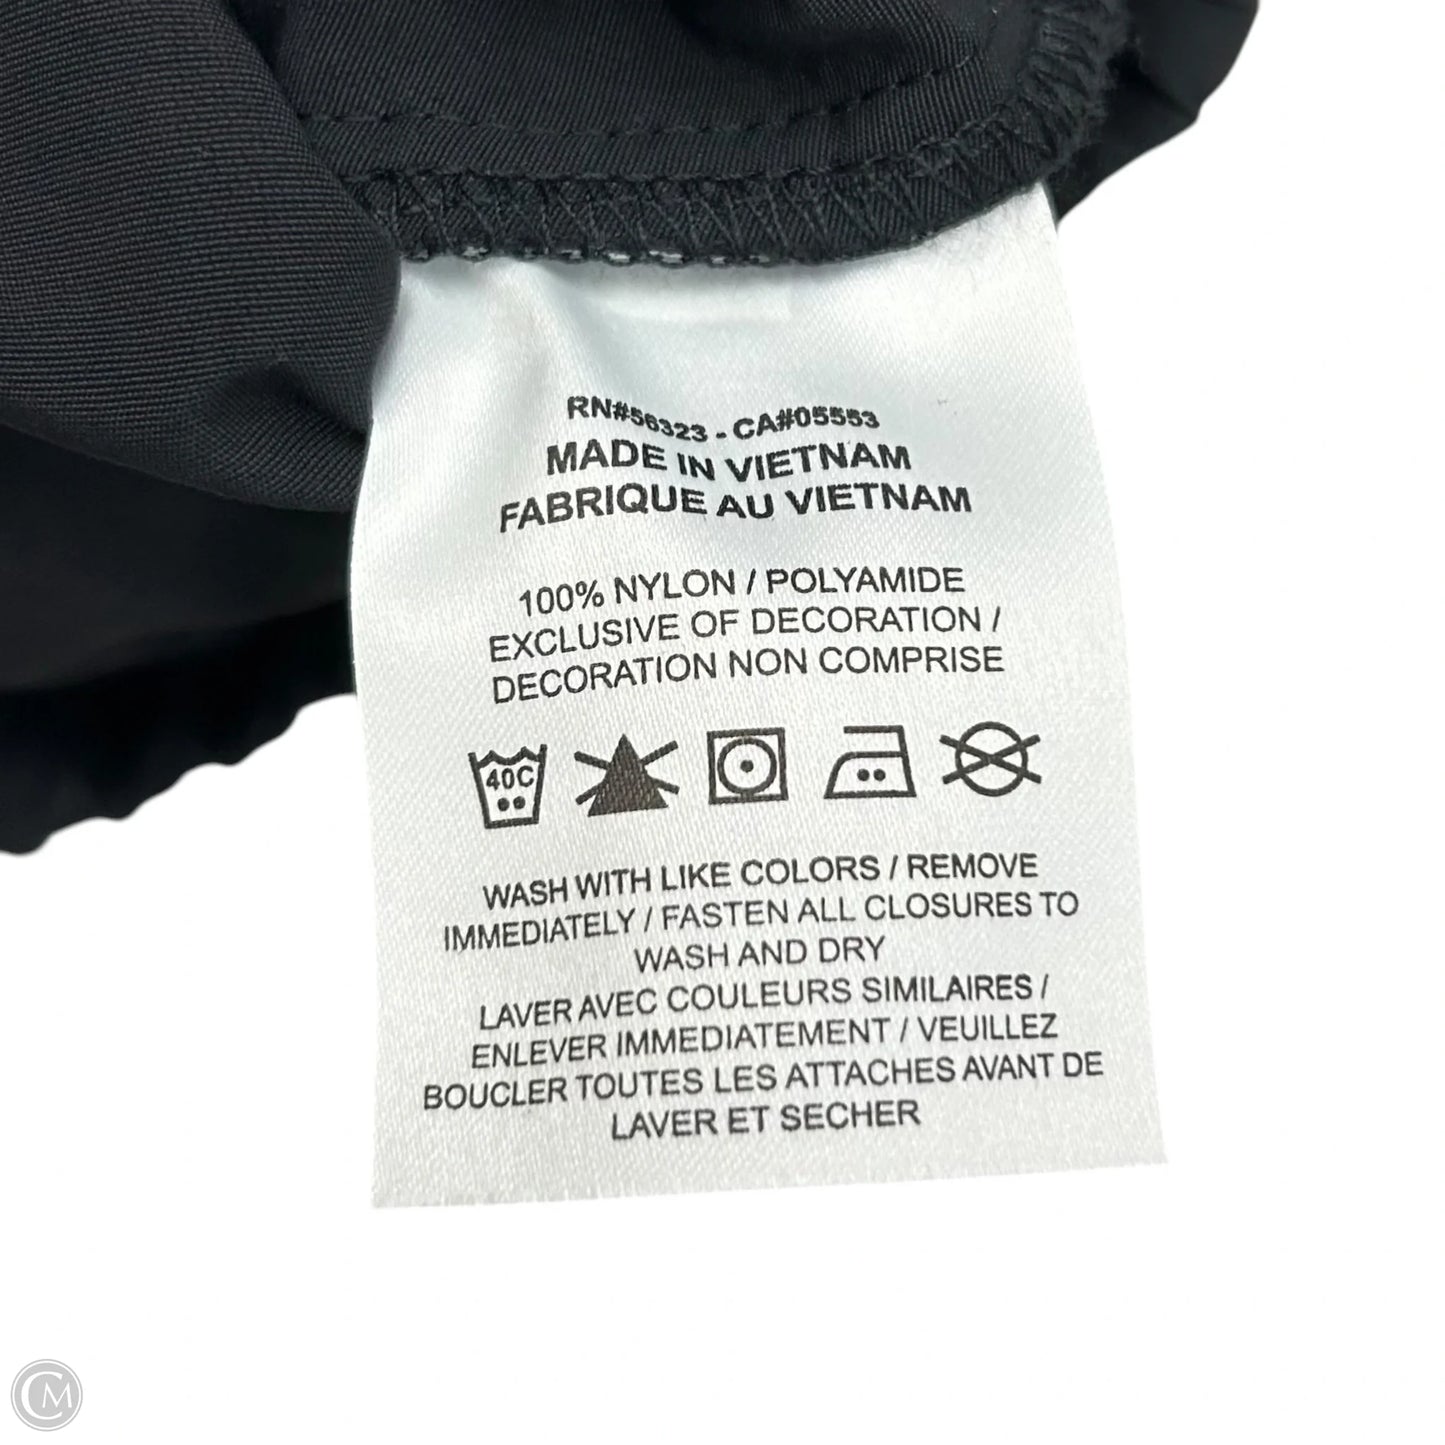 RN#56323 - CA#05553
MADE IN VIETNAM
FABRIQUE AU VIETNAM
100% NYLON / POLYAMIDE
EXCLUSIVE OF DECORATION /
DECORATION NON COMPRISE
40C
WASH WITH LIKE COLORS / REMOVE
IMMEDIATELY / FASTEN ALL CLOSURES TO
WASH AND DRY
LAVER AVEC COULEURS SIMILAIRES /
ENLEVER IMMEDIATEMENT / VEUILLEZ
BOUCLER TOUTES LES ATTACHES AVANT DE
LAVER ET SECHER
CM